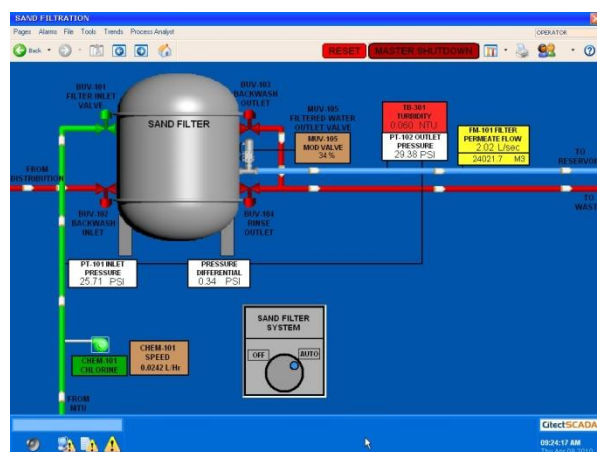 SAND FILTRATION
Pages Alarms File Tools Trends Process Analyst
OPERATOR
Back
RESET
MASTER SHUTDOWN
BUV-101
FILTER INLET
VALVE
BUV-103
BACKWASH
OUTLET
SAND FILTER
MUV-105
FILTERED WATER
OUTLET VALVE
MUV-105
MOD VALVE
34 %
TB-301
TURBIDITY
0.060 NTU
PT-102 OUTLET
PRESSURE
29.38 PSI
FM-101 FILTER
PERMEATE FLOW
2.02 L/sec
24021.7 M3
TO
RESERVOIR
FROM
DISTRIBUTION
TO
WAST
BUV-102
BACKWASH
INLET
BUV-104
RINSE
OUTLET
PT-101 INLET
PRESSURE
25.71 PSI
PRESSURE
DIFFERENTIAL
0.34 PSI
SAND FILTER
SYSTEM
OFF
AUTO
CHEM-101
CHLORINE
CHEM-101
SPEED
0.0242 L/Hr
FROM
MTU
CitectSCADA
09:24:17 AM